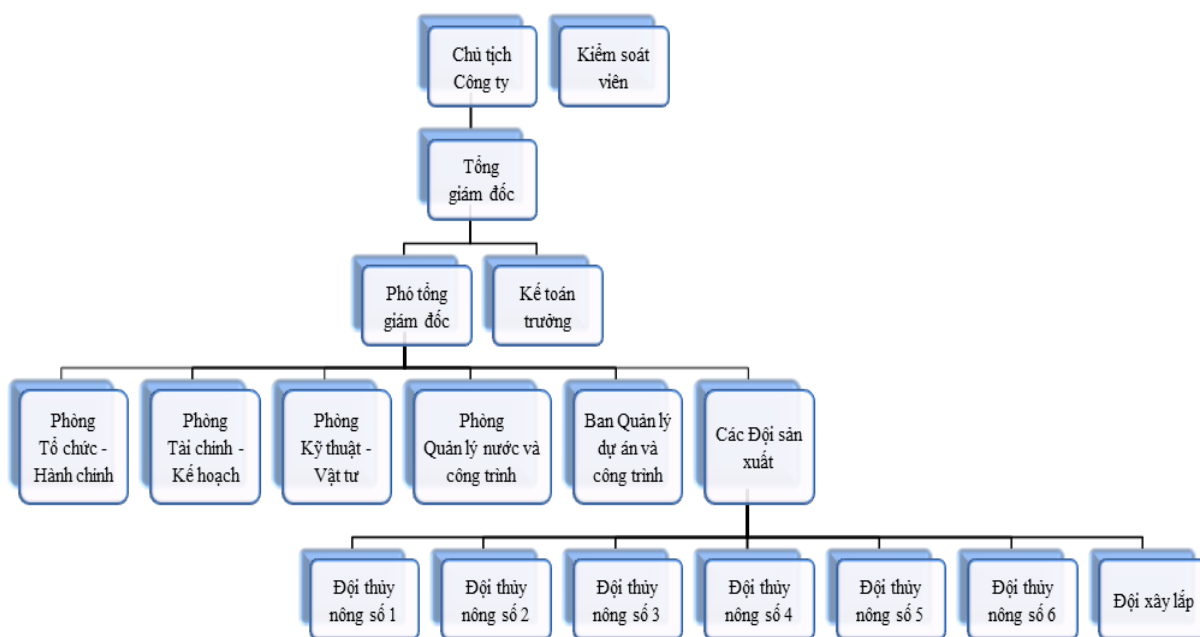 Chủ tịch
Công ty
Kiểm soát
viên
Tổng
giám đốc
Phó tổng
giám đốc
Kế toán
trưởng
Phòng
Tổ chức -
Hành chinh
Phòng
Tài chinh -
Kế hoạch
Phòng
Kỹ thuật -
Vật tư
Phòng
Quản lý nước và
công trình
Ban Quản lý
dự án và
công trình
Các Đội sản
xuất
Đội thủy
nông số 1
Đội thủy
nông số 2
Đội thủy
nông số 3
Đội thủy
nông số 4
Đội thủy
nông số 5
Đội thủy
nông số 6
Đội xây lắp